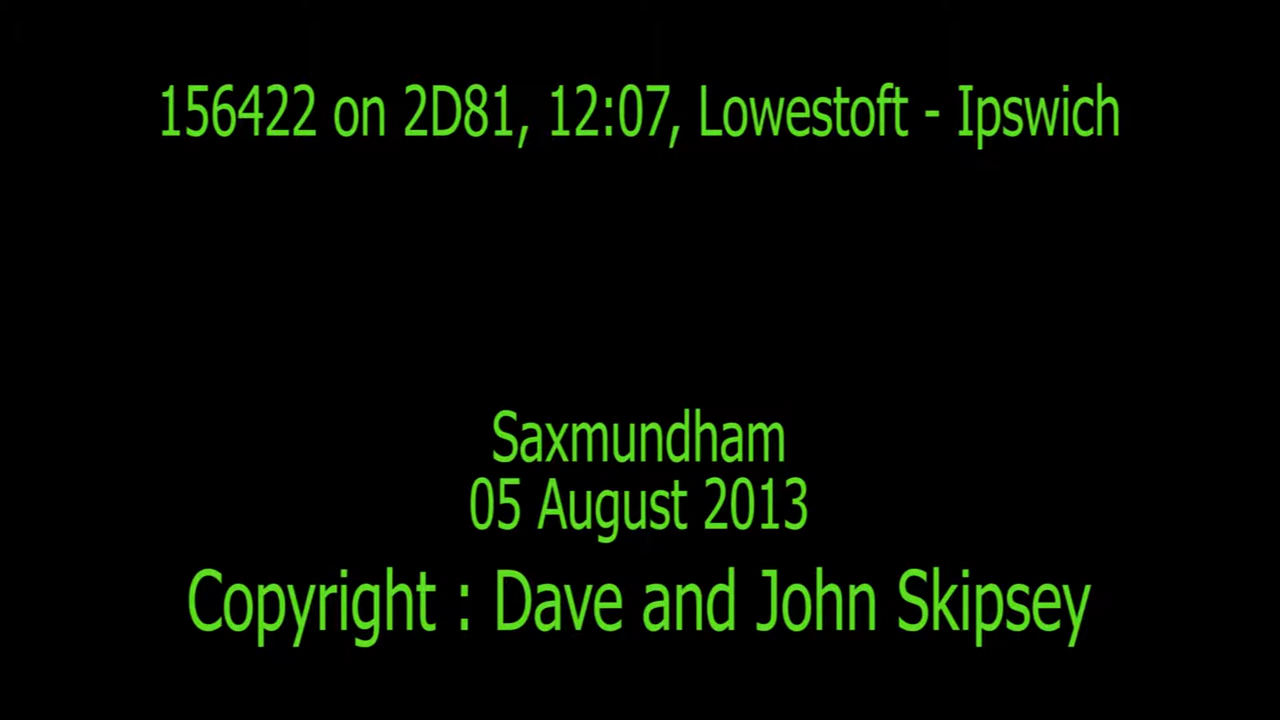 156422 on 2D81, 12:07, Lowestoft - Ipswich
Saxmundham
05 August 2013
Copyright : Dave and John Skipsey